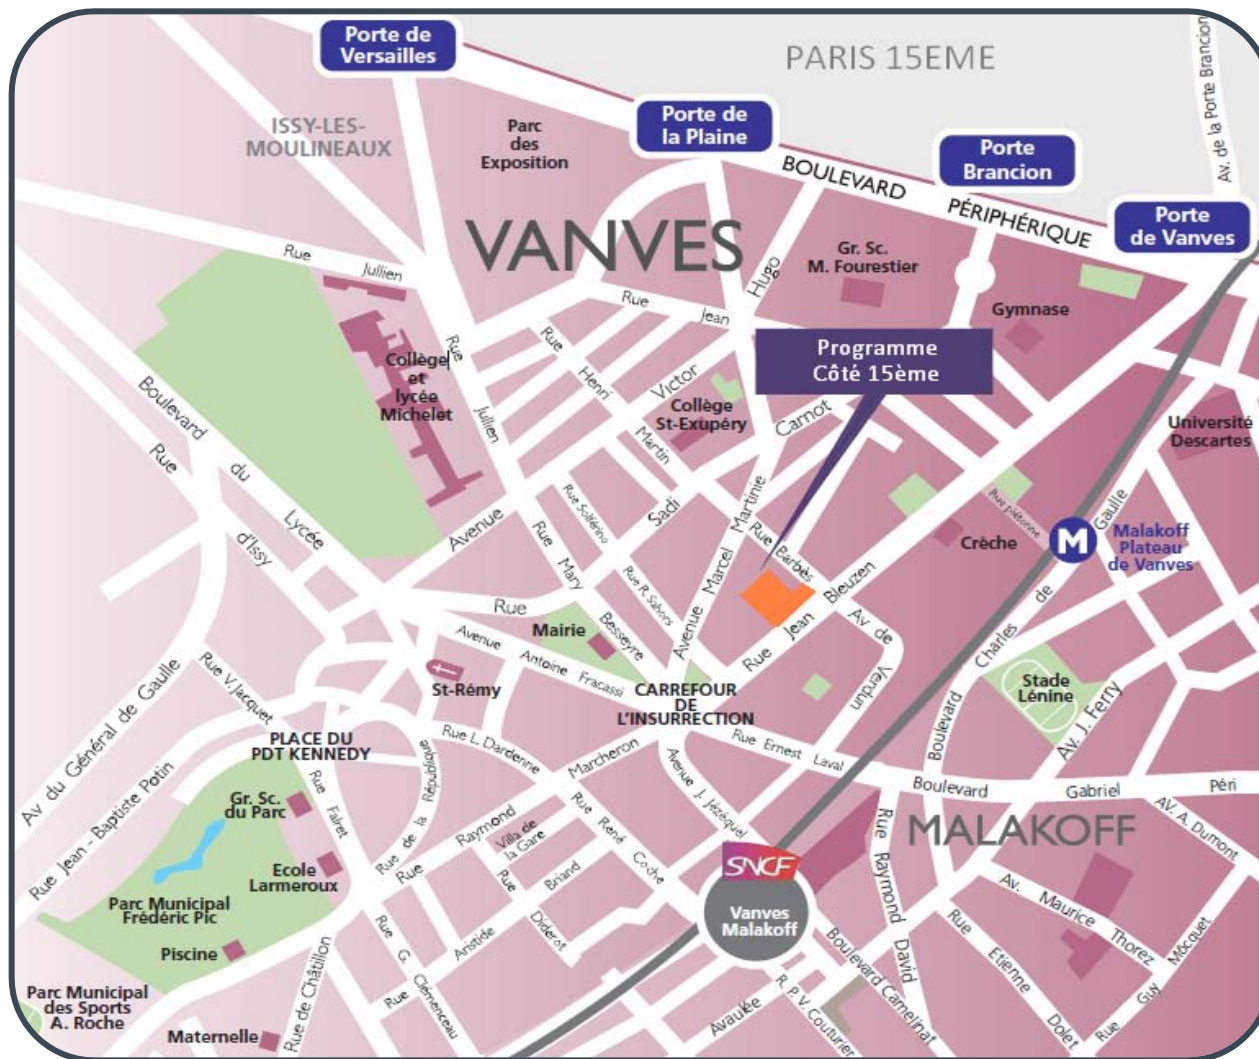 Porte de
Versailles
PARIS 15EME
Av. de la Porte Brancion
ISSY-LES-
MOULINEAUX
Parc
des
Exposition
Porte de
la Plaine
BOULEVARD PÉRIPHÉRIQUE
Porte
Brancion
Porte
de Vanves
VANVES
Rue Jullien
Hugo
Gr. Sc.
M. Fourestier
Rue Jean
Gymnase
Programme
Côté 15ème
Collège
et
lycée
Michelet
Rue Jullien
Rue Henri Martin
Avenue Victor
Collège
St-Exupéry
Sadi Carnot
Université
Descartes
Boulevard du Lycée
Rue d'Issy
Rue Mary Besseyre
Rue Solférino
Rue R. Sahors
Avenue Marcel Martinie
Rue Barbès
Rue Jean Bleuzen
Rue piétonne
Crèche
M
Malakoff
Plateau
de Vanves
Boulevard Charles de Gaulle
Rue
Mairie
Avenue Antoine Fracassi
St-Rémy
CARREFOUR
DE
L'INSURRECTION
Av. de Verdun
Stade
Lénine
Av. J. Ferry
Av. du Général de Gaulle
Rue V. Jacquet
PLACE DU
PDT KENNEDY
Rue Jean - Baptiste Potin
Rue Falret
Rue de la République
Rue L. Dardenne
Rue Raymond Marcheron
Avenue J. Jézéquel
Rue Ernest Laval
Boulevard Gabriel Péri
AV. A. Dumont
MALAKOFF
Gr. Sc.
du Parc
Ecole
Larmeroux
Parc Municipal
Frédéric Pic
Piscine
Villa de
la Gare
Rue René Coche
Rue Diderot
Rue Aristide Briand
Rue G. Clémenceau
SNCF
Vanves
Malakoff
Rue Raymond David
Av. Maurice Thorez
Rue Etienne Dolet
Rue Guy Môcquet
Boulevard Camelinat
R. P. V. Couturier
Avaulée
Parc Municipal
des Sports
A. Roche
Maternelle
Rue de Châtillon